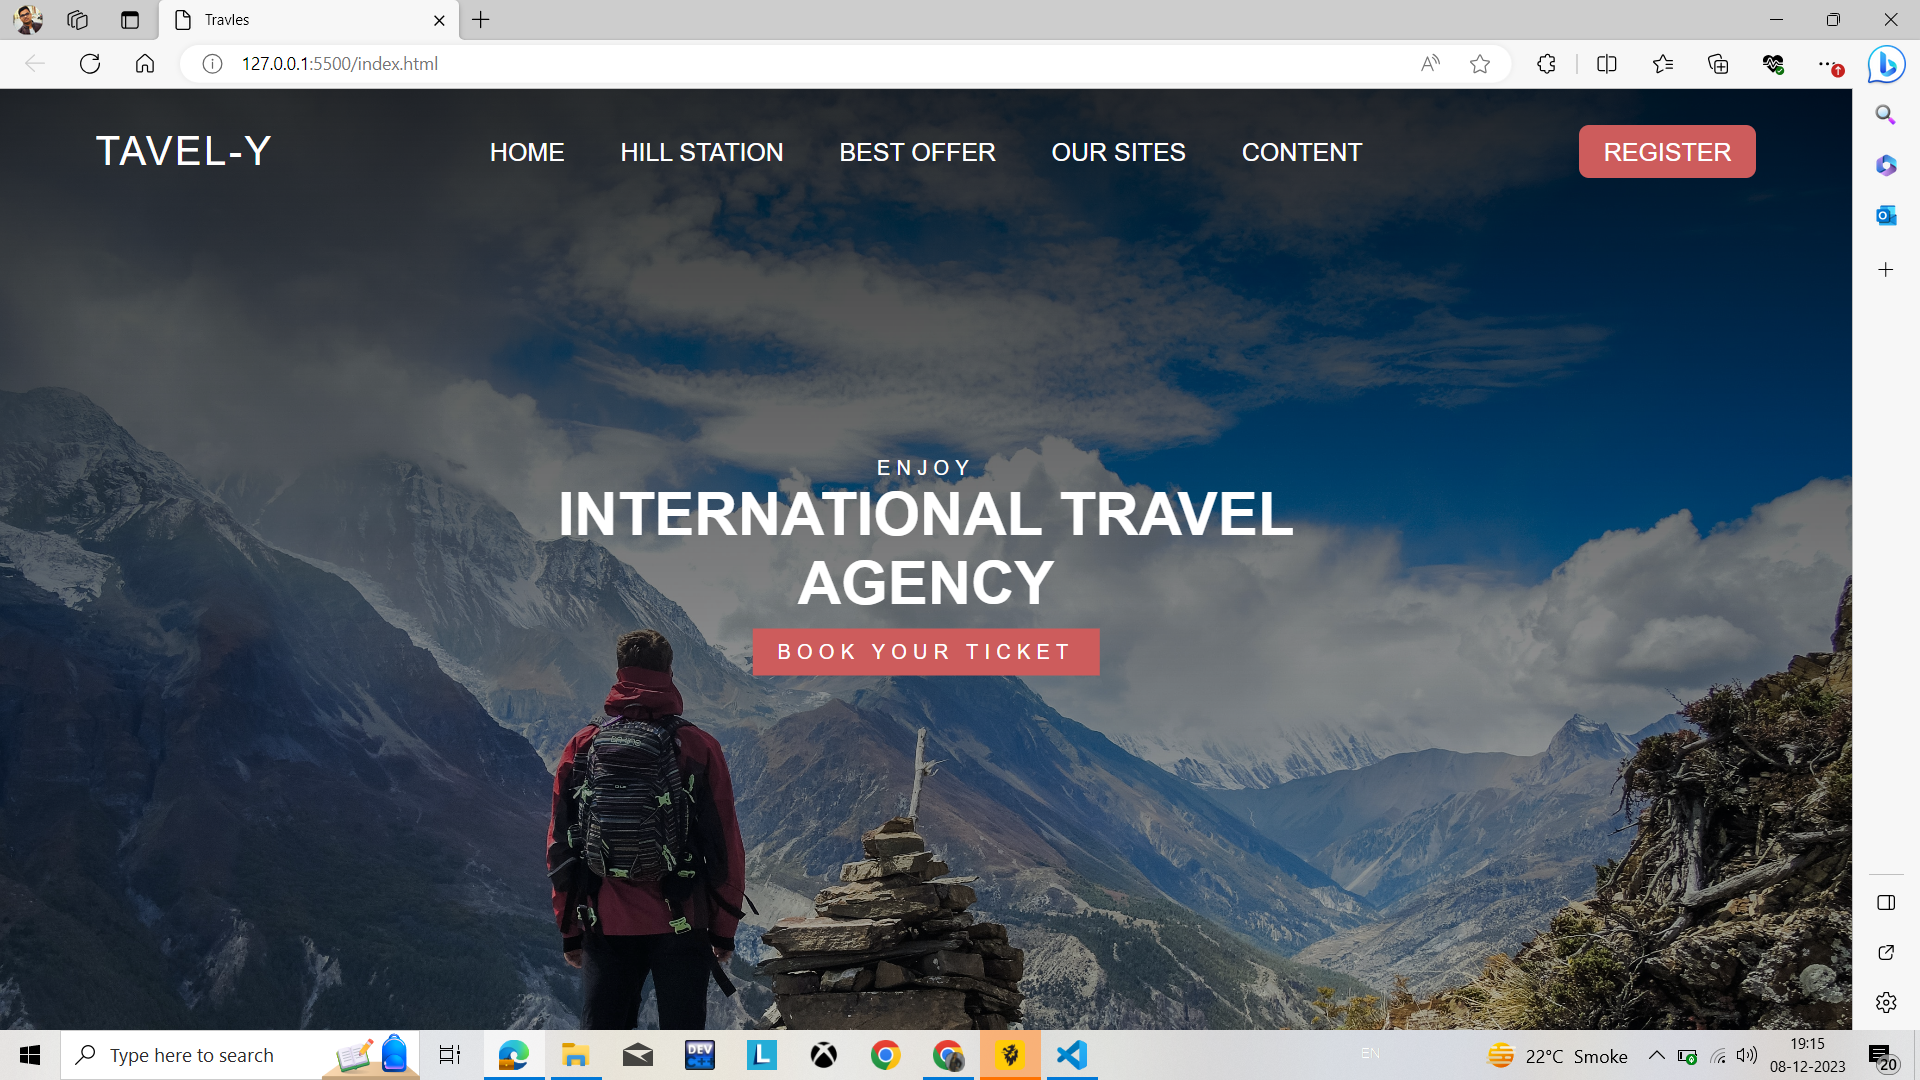 Travles
127.0.0.1:5500/index.html
TAVEL-Y
HOME
HILL STATION
BEST OFFER
OUR SITES
CONTENT
REGISTER
ENJOY
INTERNATIONAL TRAVEL
AGENCY
BOOK YOUR TICKET
Type here to search
DEV
C++
L
EN
22°C Smoke
19:15
08-12-2023
20